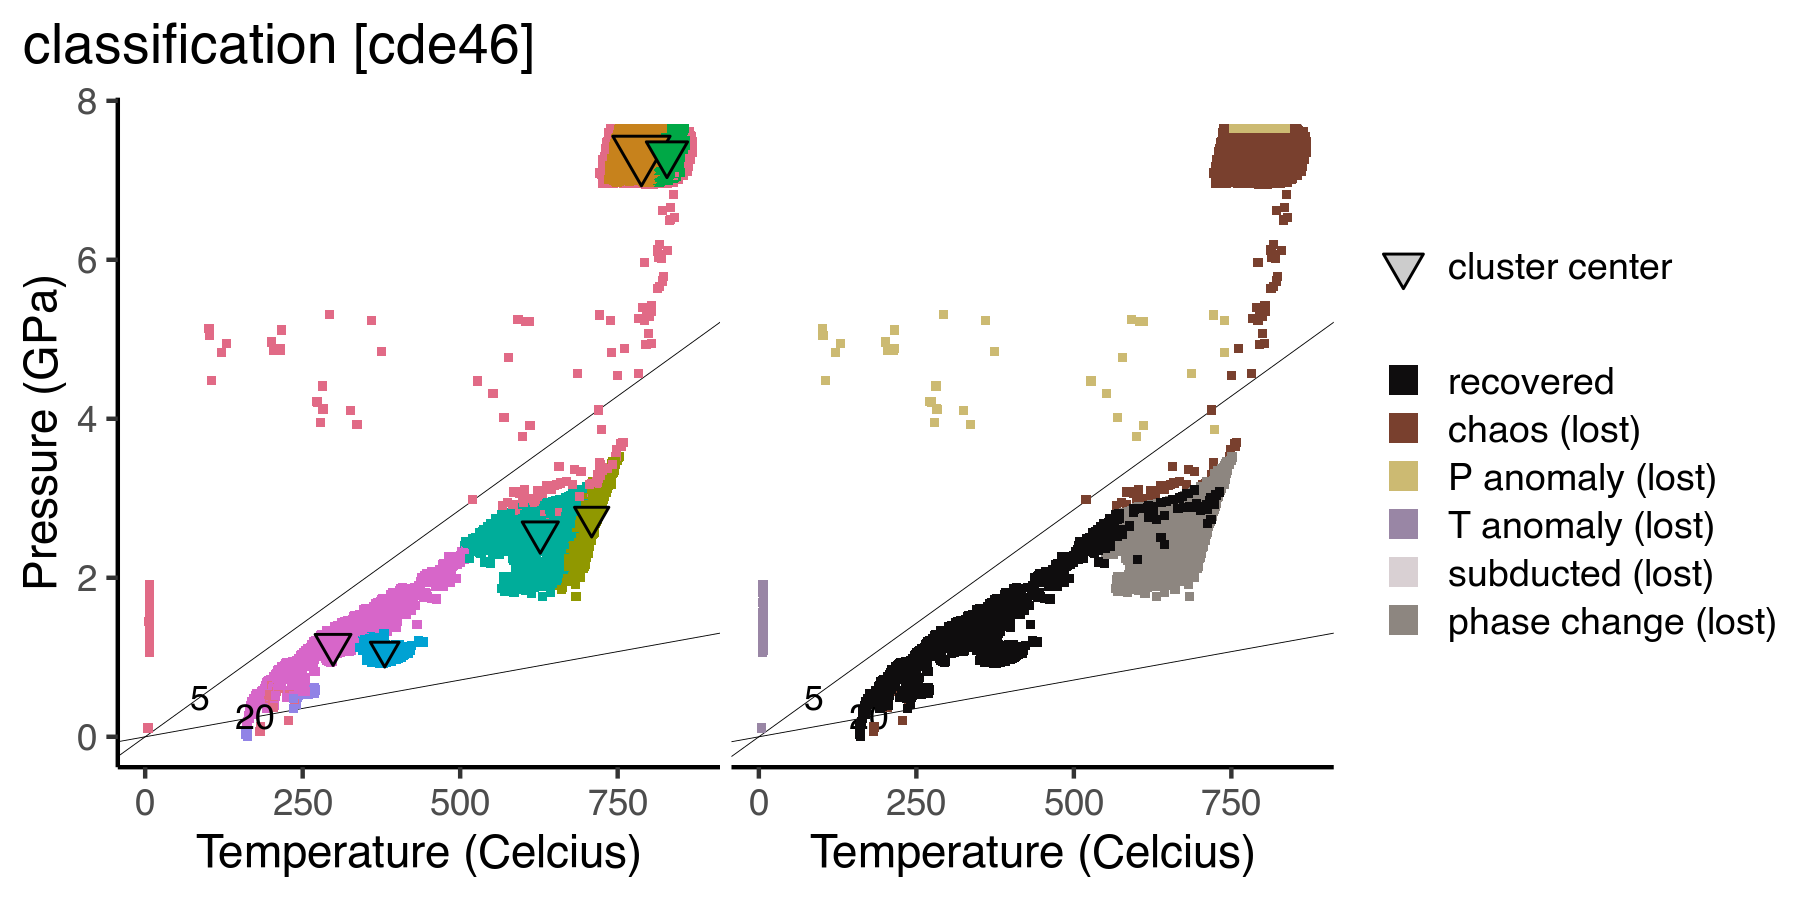 classification [cde46]
8
6
4
2
0
Pressure (GPa)
5
20
0
250
500
750
Temperature (Celcius)
5
20
0
250
500
750
Temperature (Celcius)
cluster center
recovered
chaos (lost)
P anomaly (lost)
T anomaly (lost)
subducted (lost)
phase change (lost)